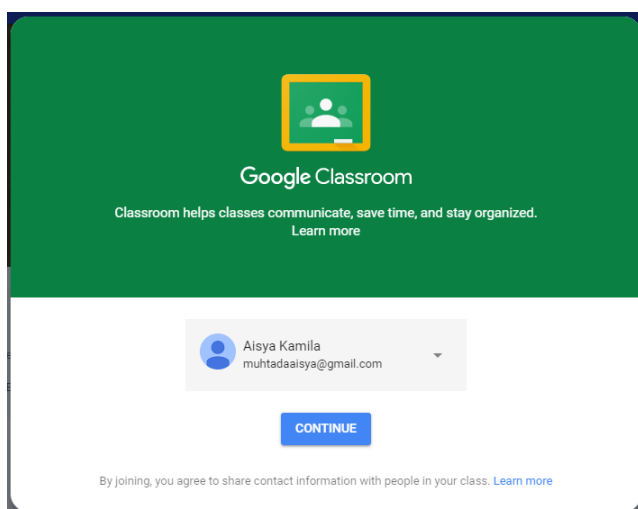 Google Classroom
Classroom helps classes communicate, save time, and stay organized.
Learn more
Aisya Kamila
muhtadaaisya@gmail.com
CONTINUE
By joining, you agree to share contact information with people in your class. Learn more